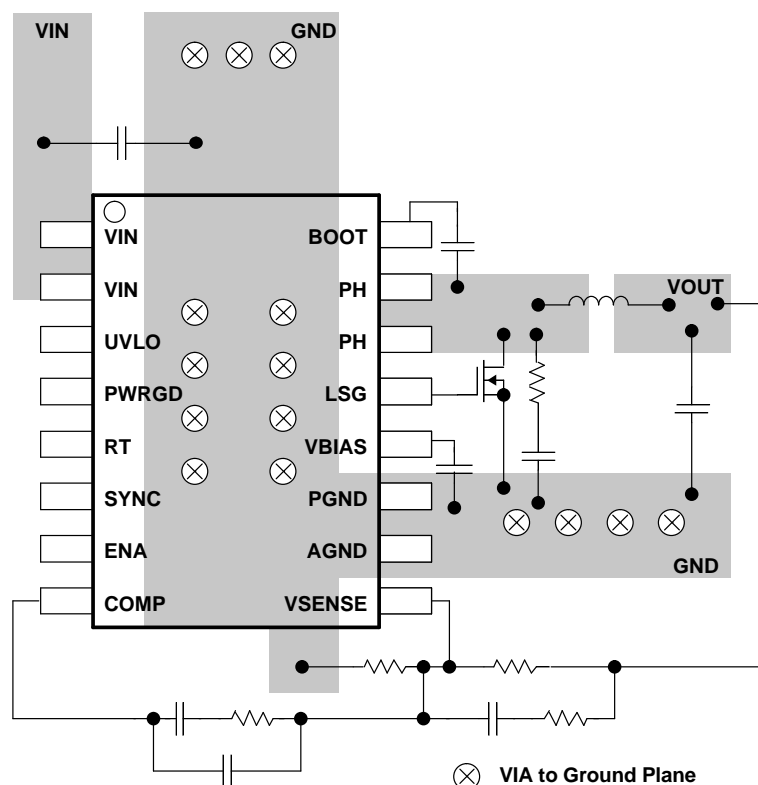 VIN
GND
VIN
BOOT
VIN
PH
VOUT
UVLO
PH
PWRGD
LSG
RT
VBIAS
SYNC
PGND
ENA
AGND
GND
COMP
VSENSE
VIA to Ground Plane